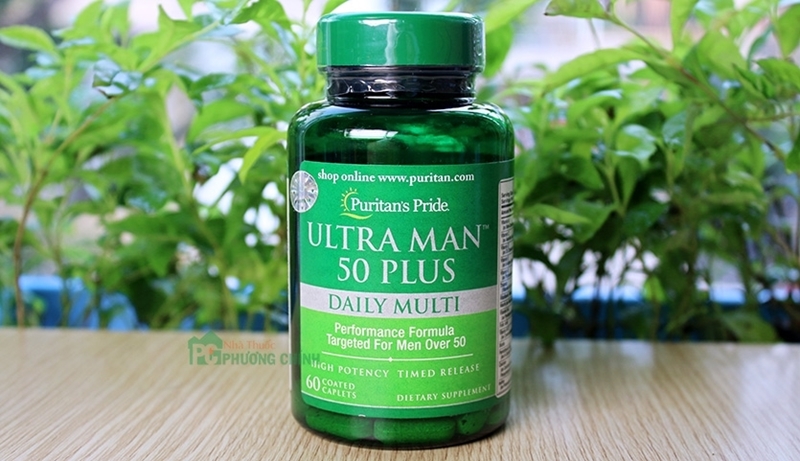 shop online www.puritan.com
Puritan's Pride®
ULTRA MAN™
50 PLUS
DAILY MULTI
Performance Formula
Targeted For Men Over 50
HIGH POTENCY TIMED RELEASE
60 COATED
CAPLETS
DIETARY SUPPLEMENT
Nhà Thuốc
PHƯƠNG CHÍNH